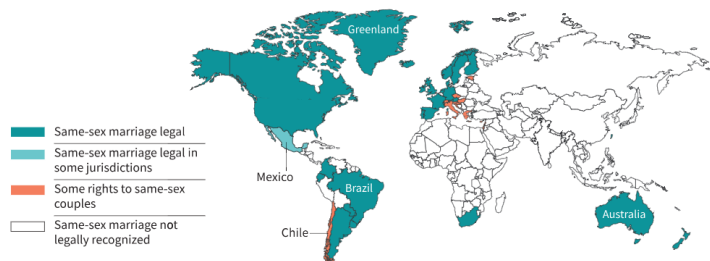 Greenland
Same-sex marriage legal
Same-sex marriage legal in
some jurisdictions
Mexico
Some rights to same-sex
couples
Brazil
Same-sex marriage not
legally recognized
Chile
Australia